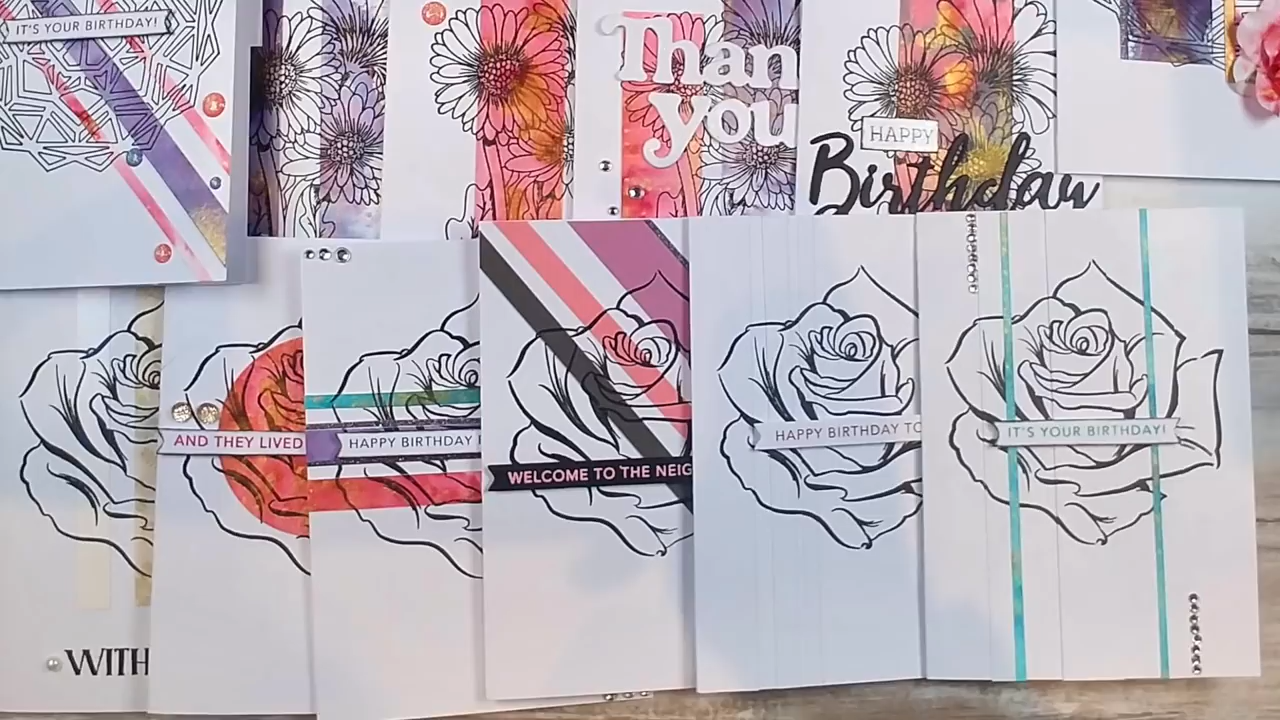 IT'S YOUR BIRTHDAY!
Than
you
HAPPY
Birthday
AND THEY LIVED
HAPPY BIRTHDAY
WELCOME TO THE NEIG
HAPPY BIRTHDAY TO
IT'S YOUR BIRTHDAY!
WITH